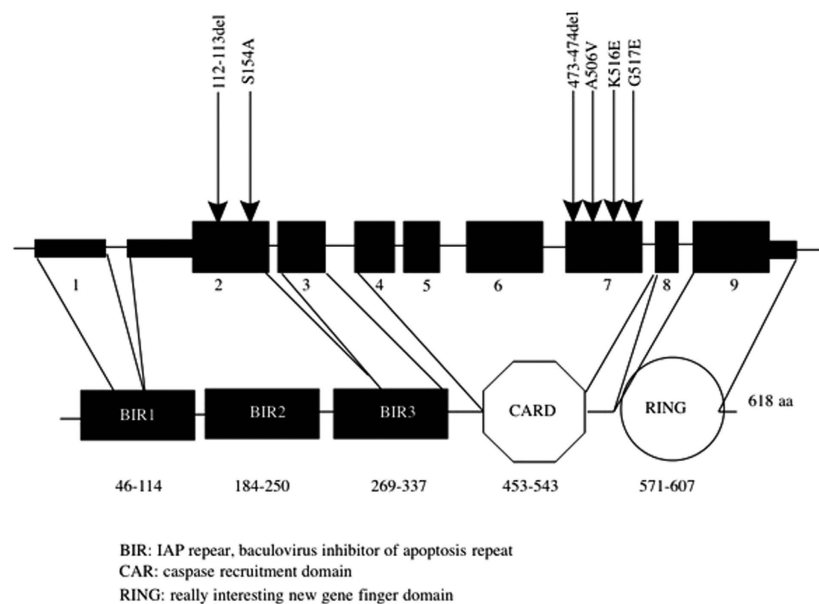 112-113del
S154A
473-474del
A506V
K516E
G517E
1 2 3 4 5 6 7 8 9
BIR1 BIR2 BIR3 CARD RING 618 aa
46-114 184-250 269-337 453-543 571-607
BIR: IAP repear, baculovirus inhibitor of apoptosis repeat
CAR: caspase recruitment domain
RING: really interesting new gene finger domain